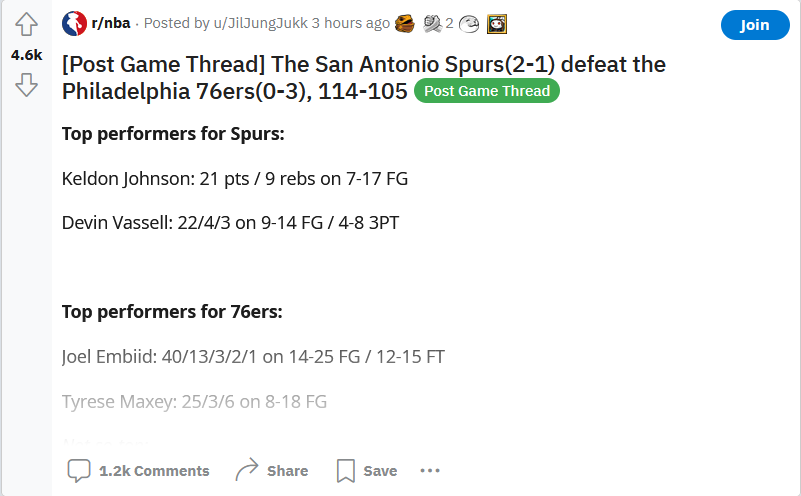 r/nba · Posted by u/JilJungJukk 3 hours ago 2
Join
4.6k
[Post Game Thread] The San Antonio Spurs(2-1) defeat the
Philadelphia 76ers(0-3), 114-105 Post Game Thread
Top performers for Spurs:
Keldon Johnson: 21 pts / 9 rebs on 7-17 FG
Devin Vassell: 22/4/3 on 9-14 FG / 4-8 3PT
Top performers for 76ers:
Joel Embiid: 40/13/3/2/1 on 14-25 FG / 12-15 FT
Tyrese Maxey: 25/3/6 on 8-18 FG
1.2k Comments Share Save